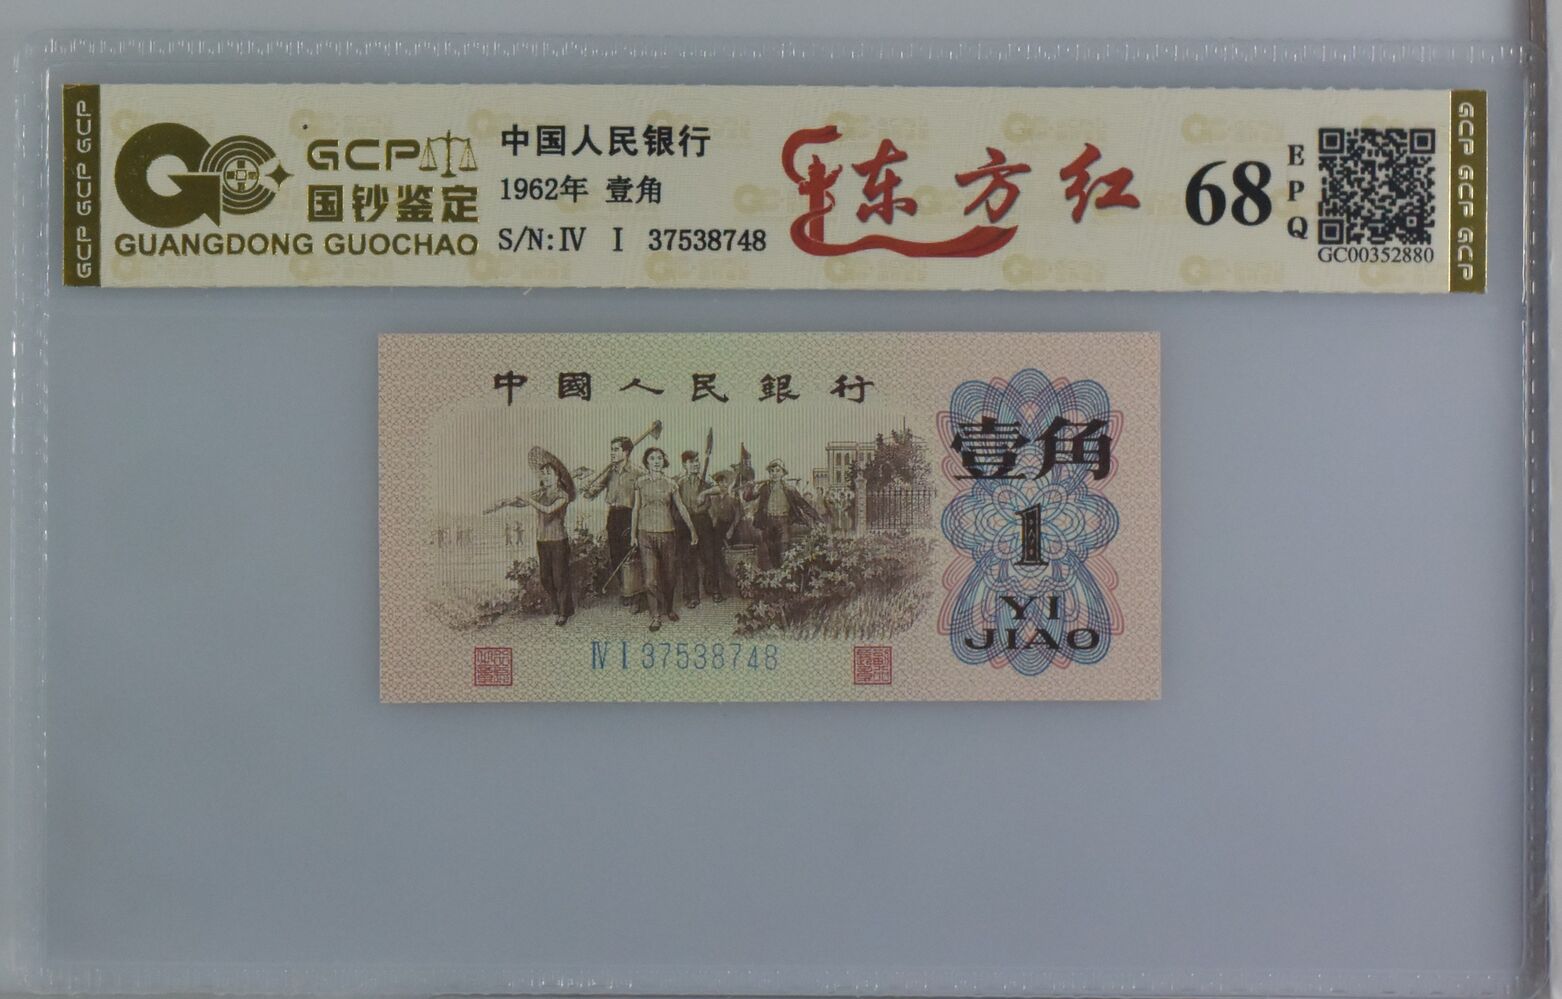 GCP GCP GCP
GCP
国钞鉴定
GUANGDONG GUOCHAO
中国人民银行
1962年 壹角
S/N:Ⅳ Ⅰ 37538748
东方红
68
EPQ
GC00352880
GCP GCP GCP
中國人民銀行
壹角
1
YI
JIAO
Ⅳ Ⅰ 37538748